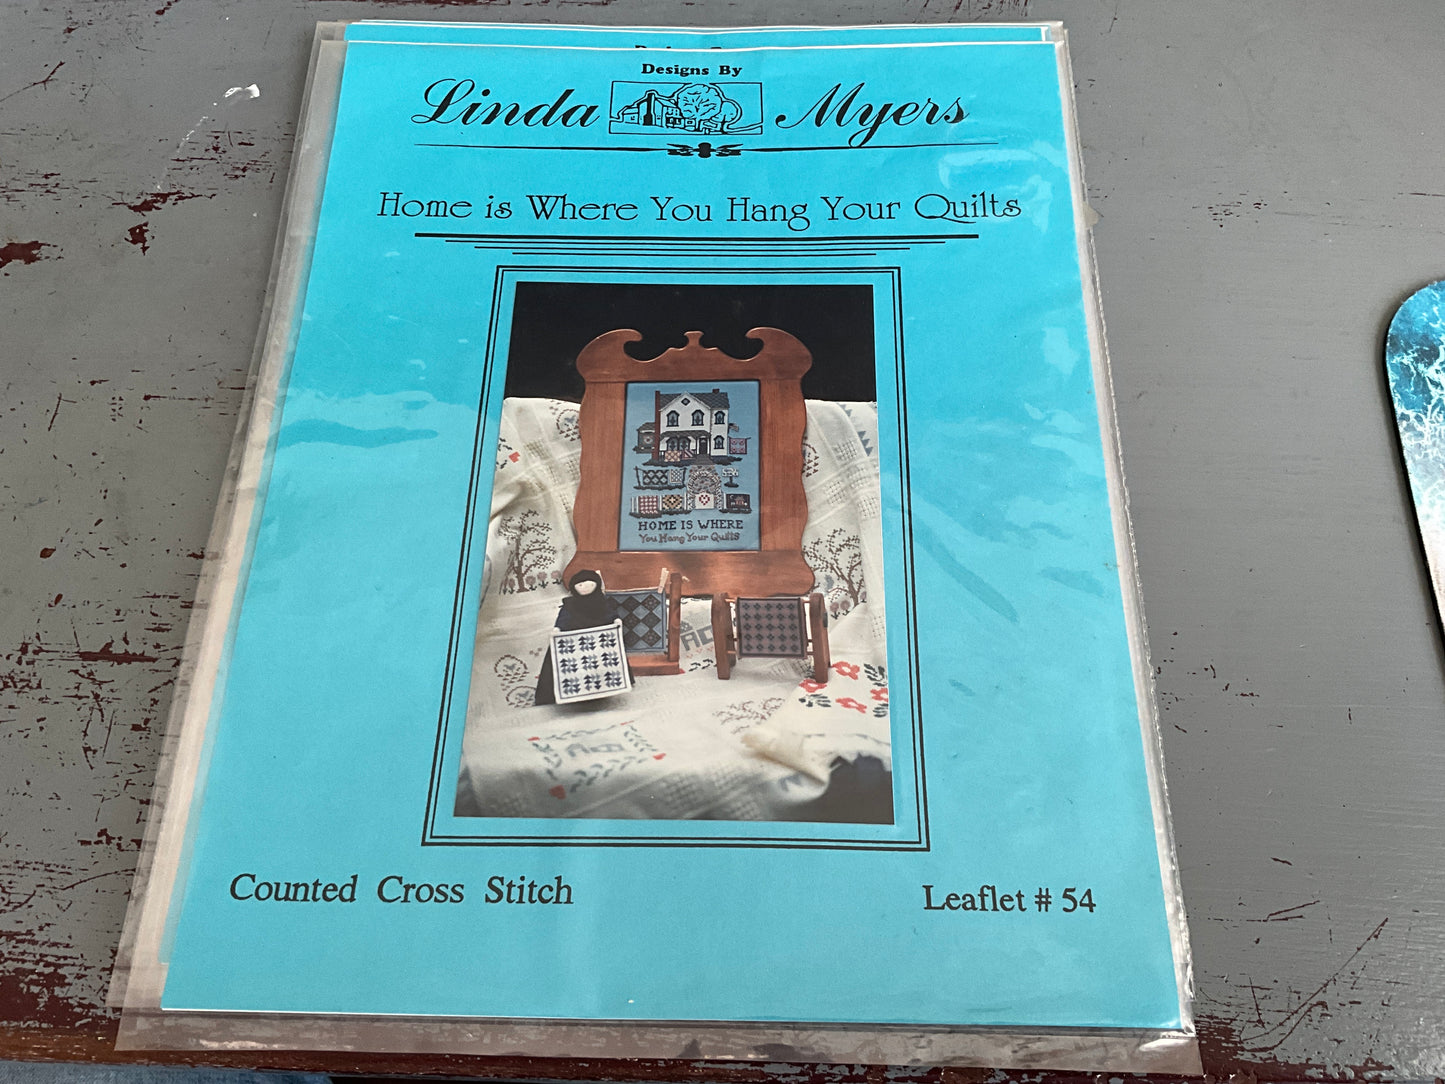 Designs By
Linda Myers
Home is Where You Hang Your Quilts
HOME IS WHERE
You Hang Your Quilts
Counted Cross Stitch
Leaflet # 54